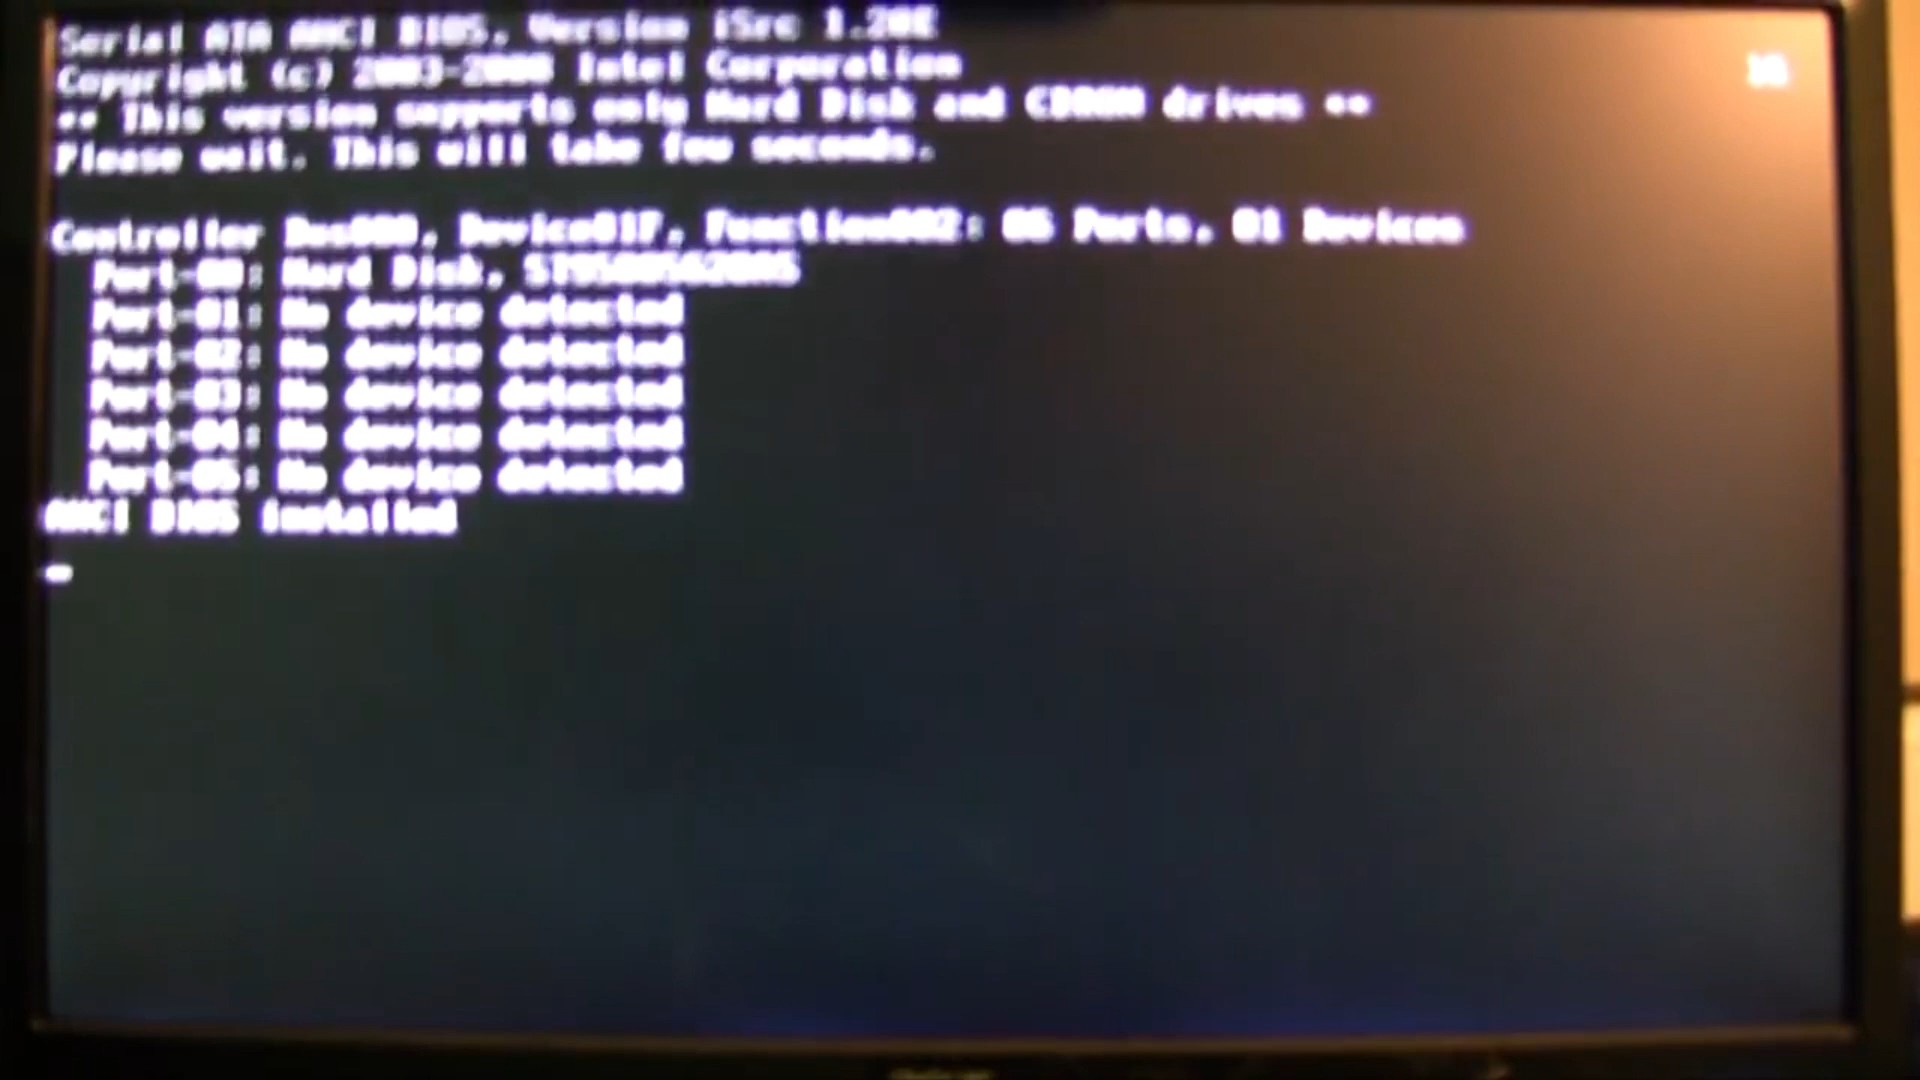 Serial ATA AHCI BIOS, Version iSrc 1.20E
Copyright (c) 2003-2008 Intel Corporation
** This version supports only Hard Disk and CDROM drives **
Please wait. This will take few seconds.
Controller Bus#00, Device#1F, Function#02: 06 Ports, 01 Devices
Port-00: Hard Disk, ST95005620AS
Port-01: No device detected
Port-02: No device detected
Port-03: No device detected
Port-04: No device detected
Port-05: No device detected
AHCI BIOS installed